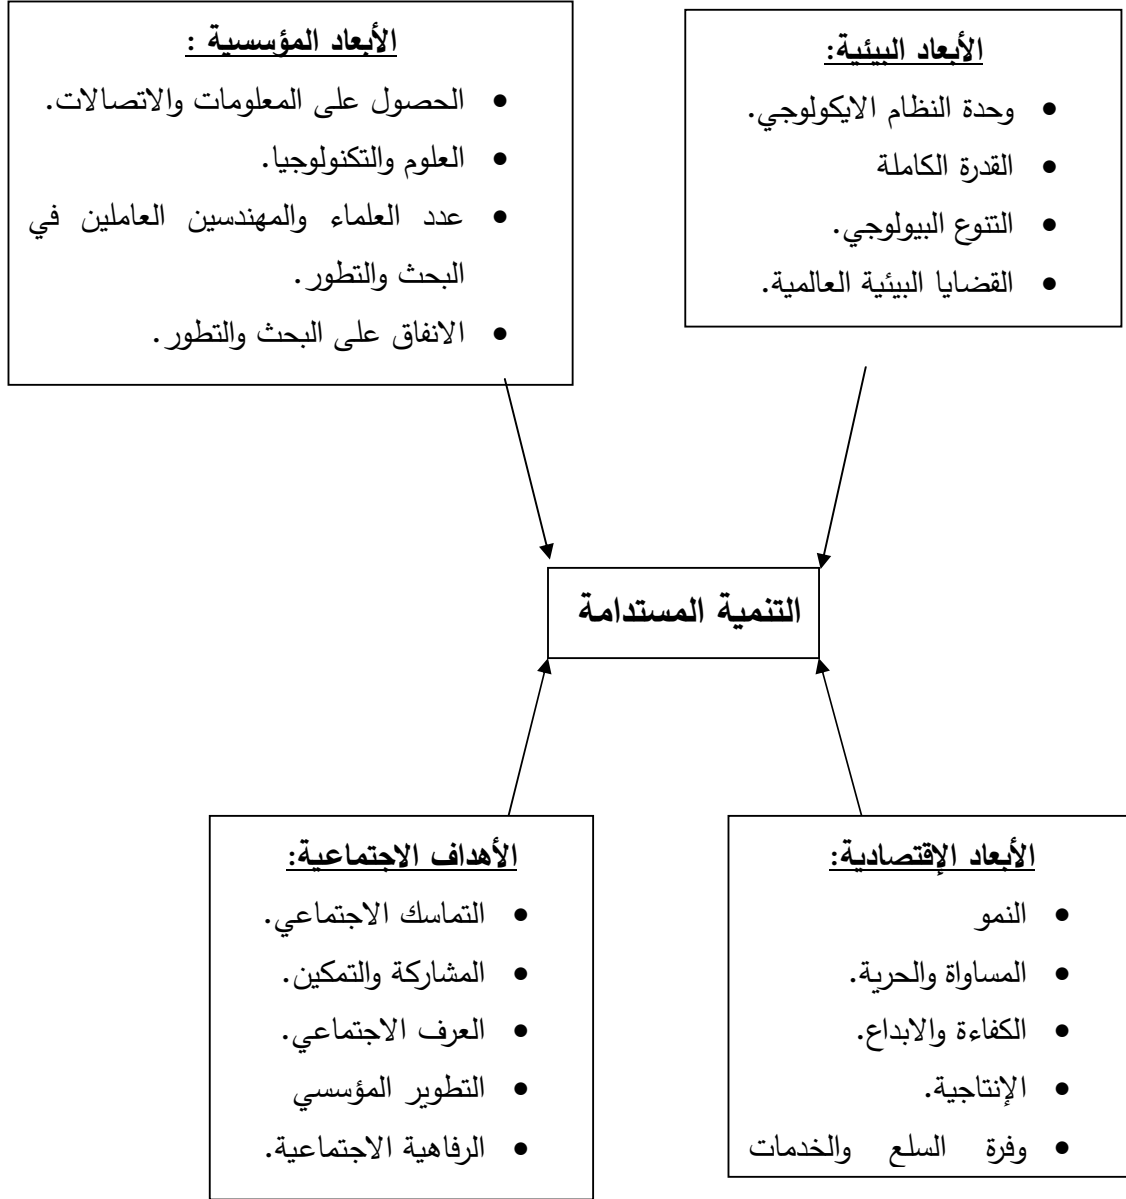 الأبعاد البيئية:
• وحدة النظام الايكولوجي.
• القدرة الكاملة
• التنوع البيولوجي.
• القضايا البيئية العالمية.
الأبعاد المؤسسية :
• الحصول على المعلومات والاتصالات.
• العلوم والتكنولوجيا.
• عدد العلماء والمهندسين العاملين في
البحث والتطور.
• الانفاق على البحث والتطور.
التنمية المستدامة
الأبعاد الإقتصادية:
• النمو
• المساواة والحرية.
• الكفاءة والابداع.
• الإنتاجية.
• وفرة السلع والخدمات
الأهداف الاجتماعية:
• التماسك الاجتماعي.
• المشاركة والتمكين.
• العرف الاجتماعي.
• التطوير المؤسسي
• الرفاهية الاجتماعية.